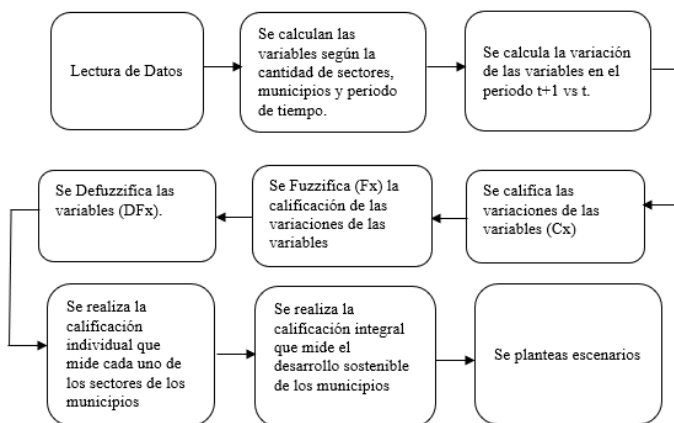 Lectura de Datos
Se calculan las
variables según la
cantidad de sectores,
municipios y periodo
de tiempo.
Se calcula la variación
de las variables en el
periodo t+1 vs t.
Se califica las
variaciones de las
variables (Cx)
Se Fuzzifica (Fx) la
calificación de las
variaciones de las
variables
Se Defuzzifica las
variables (DFx).
Se realiza la
calificación
individual que
mide cada uno de
los sectores de los
municipios
Se realiza la
calificación integral
que mide el
desarrollo sostenible
de los municipios
Se planteas escenarios